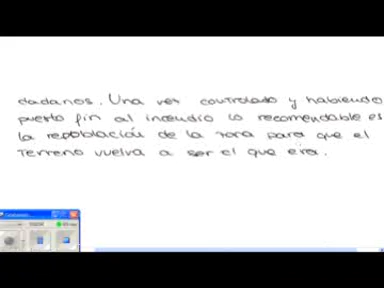 dadanos. Una vez controlado y habiendo
puesto fin al incendio lo recomendable es
la repoblación de la zona para que el
terreno vuelva a ser el que era.